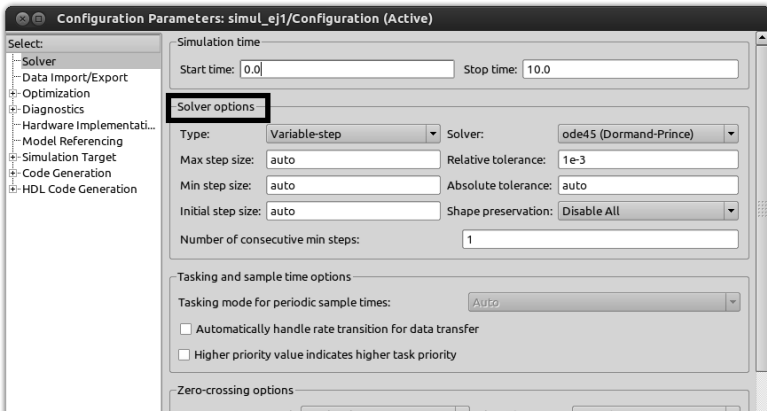 Configuration Parameters: simul_ej1/Configuration (Active)
Select:
Solver
Data Import/Export
Optimization
Diagnostics
Hardware Implementati...
Model Referencing
Simulation Target
Code Generation
HDL Code Generation
Simulation time
Start time: 0.0 Stop time: 10.0
Solver options
Type: Variable-step Solver: ode45 (Dormand-Prince)
Max step size: auto Relative tolerance: 1e-3
Min step size: auto Absolute tolerance: auto
Initial step size: auto Shape preservation: Disable All
Number of consecutive min steps: 1
Tasking and sample time options
Tasking mode for periodic sample times: Auto
Automatically handle rate transition for data transfer
Higher priority value indicates higher task priority
Zero-crossing options